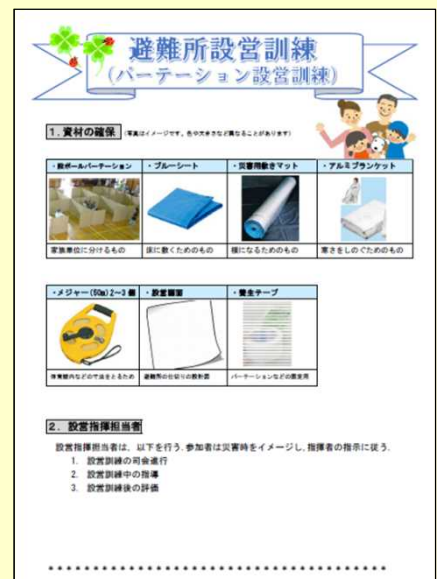 避難所設営訓練
(パーテーション設営訓練)
1.資材の確保 (写真はイメージです。色や大きさなど異なることがあります)
・段ボールパーテーション ・ブルーシート ・災害用敷きマット ・アルミブランケット
家族単位に分けるもの 床に敷くためのもの 横になるためのもの 寒さをしのぐためのもの
・メジャー(50m)2~3個 ・設営図面 ・養生テープ
体育館内などの寸法をとるため 避難所の仕切りの設計図 パーテーションなどの固定用
2. 設営指揮担当者
設営指揮担当者は、以下を行う.参加者は災害時をイメージし,指揮者の指示に従う.
1. 設営訓練の司会進行
2. 設営訓練中の指導
3. 設営訓練後の評価